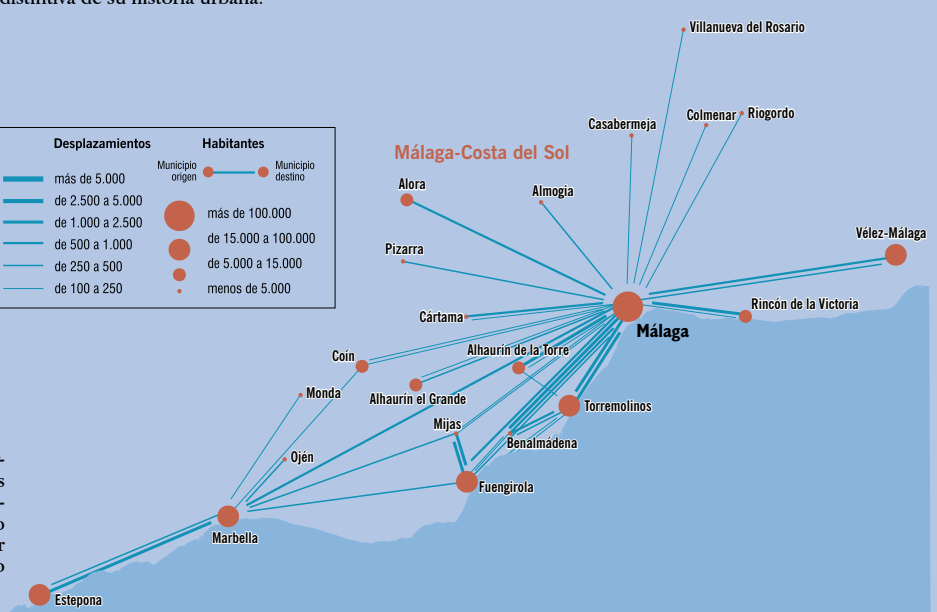 distintiva de su historia urbana.
Desplazamientos
más de 5.000
de 2.500 a 5.000
de 1.000 a 2.500
de 500 a 1.000
de 250 a 500
de 100 a 250
Habitantes
Municipio
origen
Municipio
destino
más de 100.000
de 15.000 a 100.000
de 5.000 a 15.000
menos de 5.000
Málaga-Costa del Sol
Villanueva del Rosario
Casabermeja
Colmenar
Riogordo
Alora
Almogia
Vélez-Málaga
Pizarra
Rincón de la Victoria
Cártama
Málaga
Alhaurín de la Torre
Coín
Monda
Alhaurín el Grande
Torremolinos
Mijas
Benalmádena
Ojén
Fuengirola
Marbella
Estepona
-
s
-
o
r
o